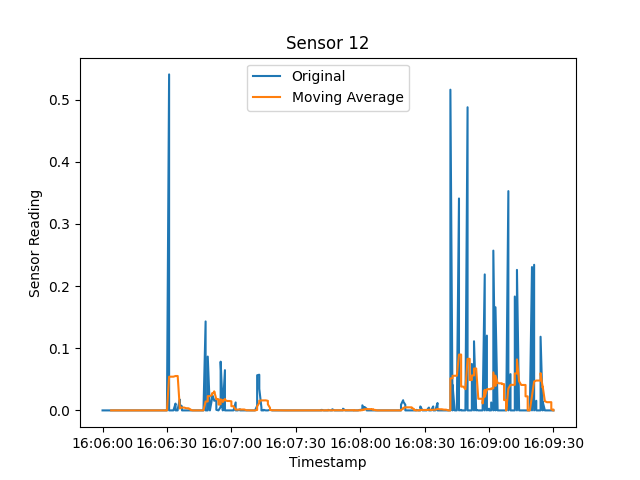 Sensor 12
Original
Moving Average
Sensor Reading
0.5
0.4
0.3
0.2
0.1
0.0
16:06:00 16:06:30 16:07:00 16:07:30 16:08:00 16:08:30 16:09:00 16:09:30
Timestamp